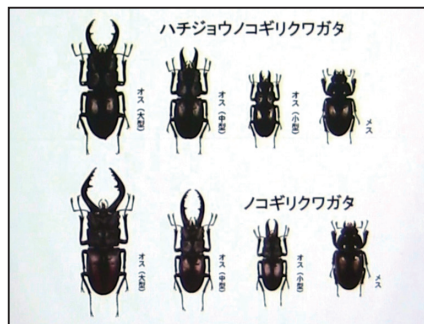 ハチジョウノコギリクワガタ
オス（大型）
オス（中型）
オス（小型）
メス
ノコギリクワガタ
オス（大型）
オス（中型）
オス（小型）
メス